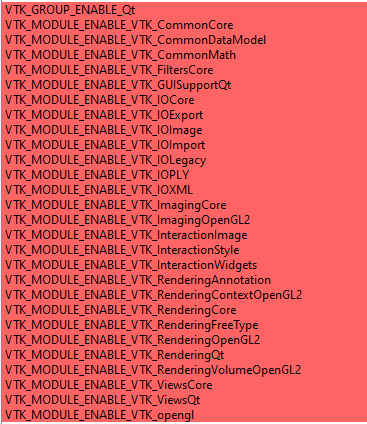 VTK_GROUP_ENABLE_Qt
VTK_MODULE_ENABLE_VTK_CommonCore
VTK_MODULE_ENABLE_VTK_CommonDataModel
VTK_MODULE_ENABLE_VTK_CommonMath
VTK_MODULE_ENABLE_VTK_FiltersCore
VTK_MODULE_ENABLE_VTK_GUISupportQt
VTK_MODULE_ENABLE_VTK_IOCore
VTK_MODULE_ENABLE_VTK_IOExport
VTK_MODULE_ENABLE_VTK_IOImage
VTK_MODULE_ENABLE_VTK_IOImport
VTK_MODULE_ENABLE_VTK_IOLegacy
VTK_MODULE_ENABLE_VTK_IOPLY
VTK_MODULE_ENABLE_VTK_IOXML
VTK_MODULE_ENABLE_VTK_ImagingCore
VTK_MODULE_ENABLE_VTK_ImagingOpenGL2
VTK_MODULE_ENABLE_VTK_InteractionImage
VTK_MODULE_ENABLE_VTK_InteractionStyle
VTK_MODULE_ENABLE_VTK_InteractionWidgets
VTK_MODULE_ENABLE_VTK_RenderingAnnotation
VTK_MODULE_ENABLE_VTK_RenderingContextOpenGL2
VTK_MODULE_ENABLE_VTK_RenderingCore
VTK_MODULE_ENABLE_VTK_RenderingFreeType
VTK_MODULE_ENABLE_VTK_RenderingOpenGL2
VTK_MODULE_ENABLE_VTK_RenderingQt
VTK_MODULE_ENABLE_VTK_RenderingVolumeOpenGL2
VTK_MODULE_ENABLE_VTK_ViewsCore
VTK_MODULE_ENABLE_VTK_ViewsQt
VTK_MODULE_ENABLE_VTK_opengl